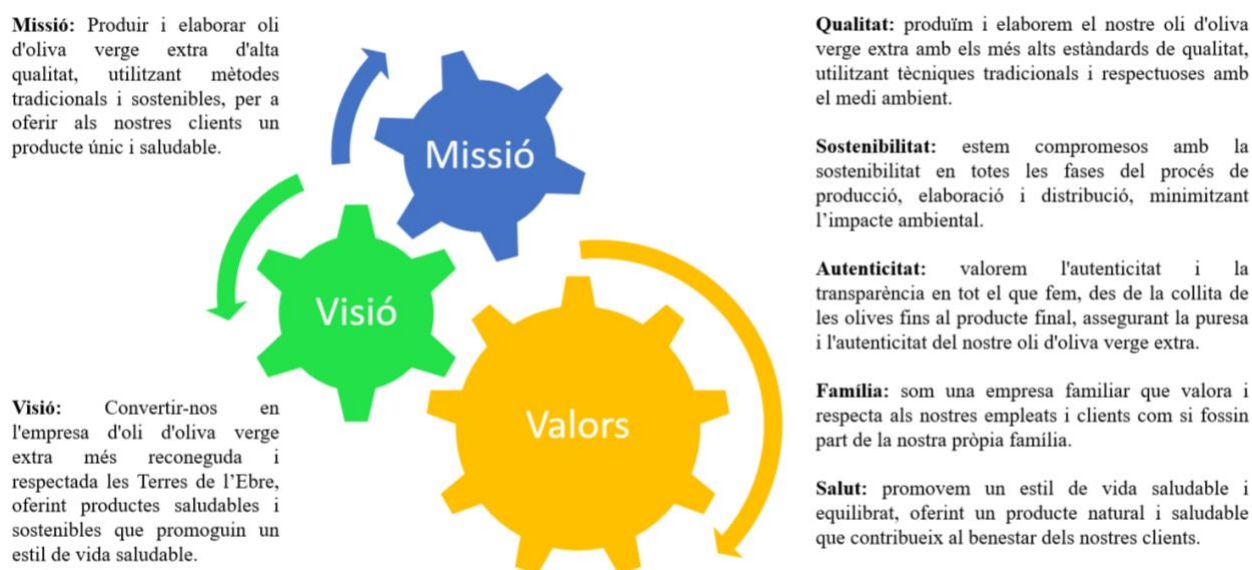 Missió: Produir i elaborar oli
d'oliva verge extra d'alta
qualitat, utilitzant mètodes
tradicionals i sostenibles, per a
oferir als nostres clients un
producte únic i saludable.
Missió
Visió
Valors
Visió: Convertir-nos en
l'empresa d'oli d'oliva verge
extra més reconeguda i
respectada les Terres de l’Ebre,
oferint productes saludables i
sostenibles que promoguin un
estil de vida saludable.
Qualitat: produïm i elaborem el nostre oli d'oliva
verge extra amb els més alts estàndards de qualitat,
utilitzant tècniques tradicionals i respectuoses amb
el medi ambient.
Sostenibilitat: estem compromesos amb la
sostenibilitat en totes les fases del procés de
producció, elaboració i distribució, minimitzant
l’impacte ambiental.
Autenticitat: valorem l'autenticitat i la
transparència en tot el que fem, des de la collita de
les olives fins al producte final, assegurant la puresa
i l'autenticitat del nostre oli d'oliva verge extra.
Família: som una empresa familiar que valora i
respecta als nostres empleats i clients com si fossin
part de la nostra pròpia família.
Salut: promovem un estil de vida saludable i
equilibrat, oferint un producte natural i saludable
que contribueix al benestar dels nostres clients.